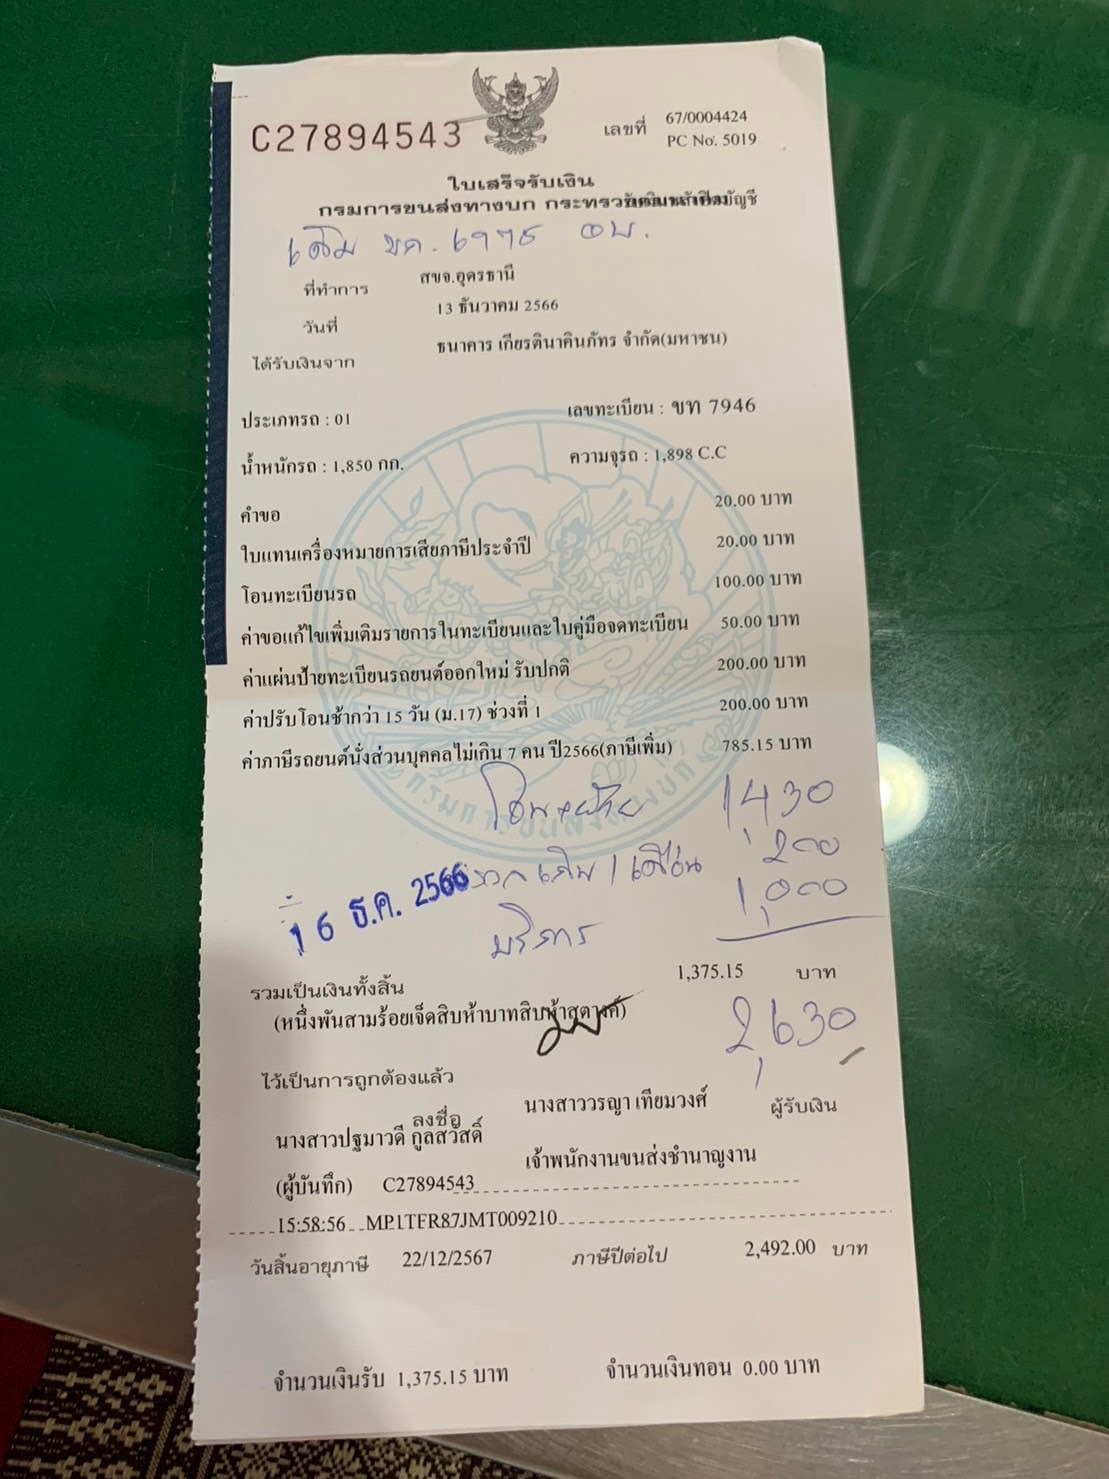 C27894543
เลขที่ 67/0004424
PC No. 5019
ใบเสร็จรับเงิน
กรมการขนส่งทางบก กระทรวง
เดิม ขค. 6975 อบ.
ที่ทำการ สขจ.อุดรธานี
วันที่ 13 ธันวาคม 2566
ได้รับเงินจาก ธนาคาร เกียรตินาคินภัทร จำกัด(มหาชน)
ประเภทรถ : 01 เลขทะเบียน : ขท 7946
น้ำหนักรถ : 1,850 กก. ความจุรถ : 1,898 C.C
คำขอ 20.00 บาท
ใบแทนเครื่องหมายการเสียภาษีประจำปี 20.00 บาท
โอนทะเบียนรถ 100.00 บาท
ค่าขอแก้ไขเพิ่มเติมรายการในทะเบียนและใบคู่มือจดทะเบียน 50.00 บาท
ค่าแผ่นป้ายทะเบียนรถยนต์ออกใหม่ รับปกติ 200.00 บาท
ค่าปรับโอนช้ากว่า 15 วัน (ม.17) ช่วงที่ 1 200.00 บาท
ค่าภาษีรถยนต์นั่งส่วนบุคคลไม่เกิน 7 คน ปี2566(ภาษีเพิ่ม) 785.15 บาท
โอน+ย้าย 1,430
1 เดือน 200
16 ธ.ค. 2566
บริการ 1,000
รวมเป็นเงินทั้งสิ้น 1,375.15 บาท
(หนึ่งพันสามร้อยเจ็ดสิบห้าบาทสิบห้าสตางค์)
2,630
ไว้เป็นการถูกต้องแล้ว
ลงชื่อ นางสาววรญา เทียมวงศ์ ผู้รับเงิน
นางสาวปฐมาวดี กูลสวัสดิ์
เจ้าพนักงานขนส่งชำนาญงาน
(ผู้บันทึก) C27894543
15:58:56 MP1TFR87JMT009210
วันสิ้นอายุภาษี 22/12/2567 ภาษีปีต่อไป 2,492.00 บาท
จำนวนเงินรับ 1,375.15 บาท จำนวนเงินทอน 0.00 บาท